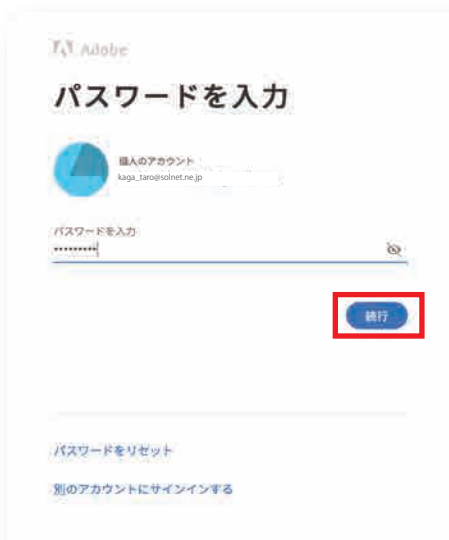 Adobe
パスワードを入力
個人のアカウント
kaga_taro@solnet.ne.jp
パスワードを入力
•••••••••
続行
パスワードをリセット
別のアカウントにサインインする